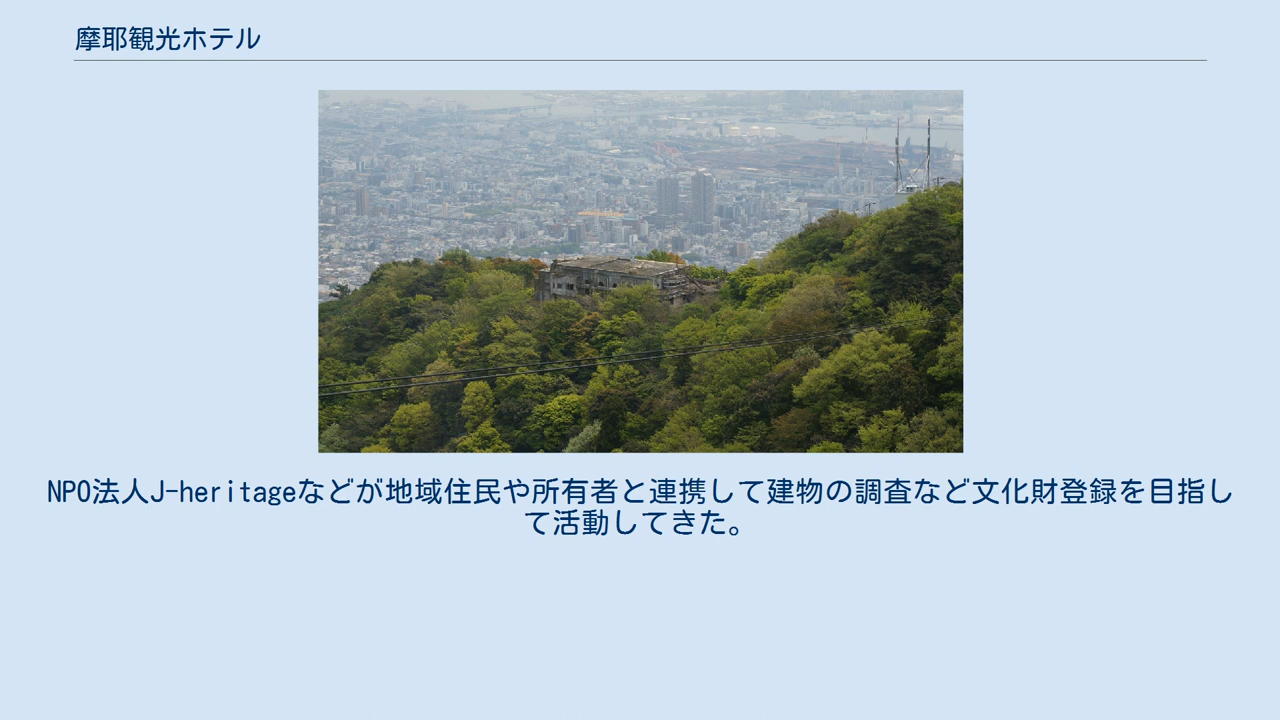 摩耶観光ホテル
NPO法人J-heritageなどが地域住民や所有者と連携して建物の調査など文化財登録を目指し
て活動してきた。